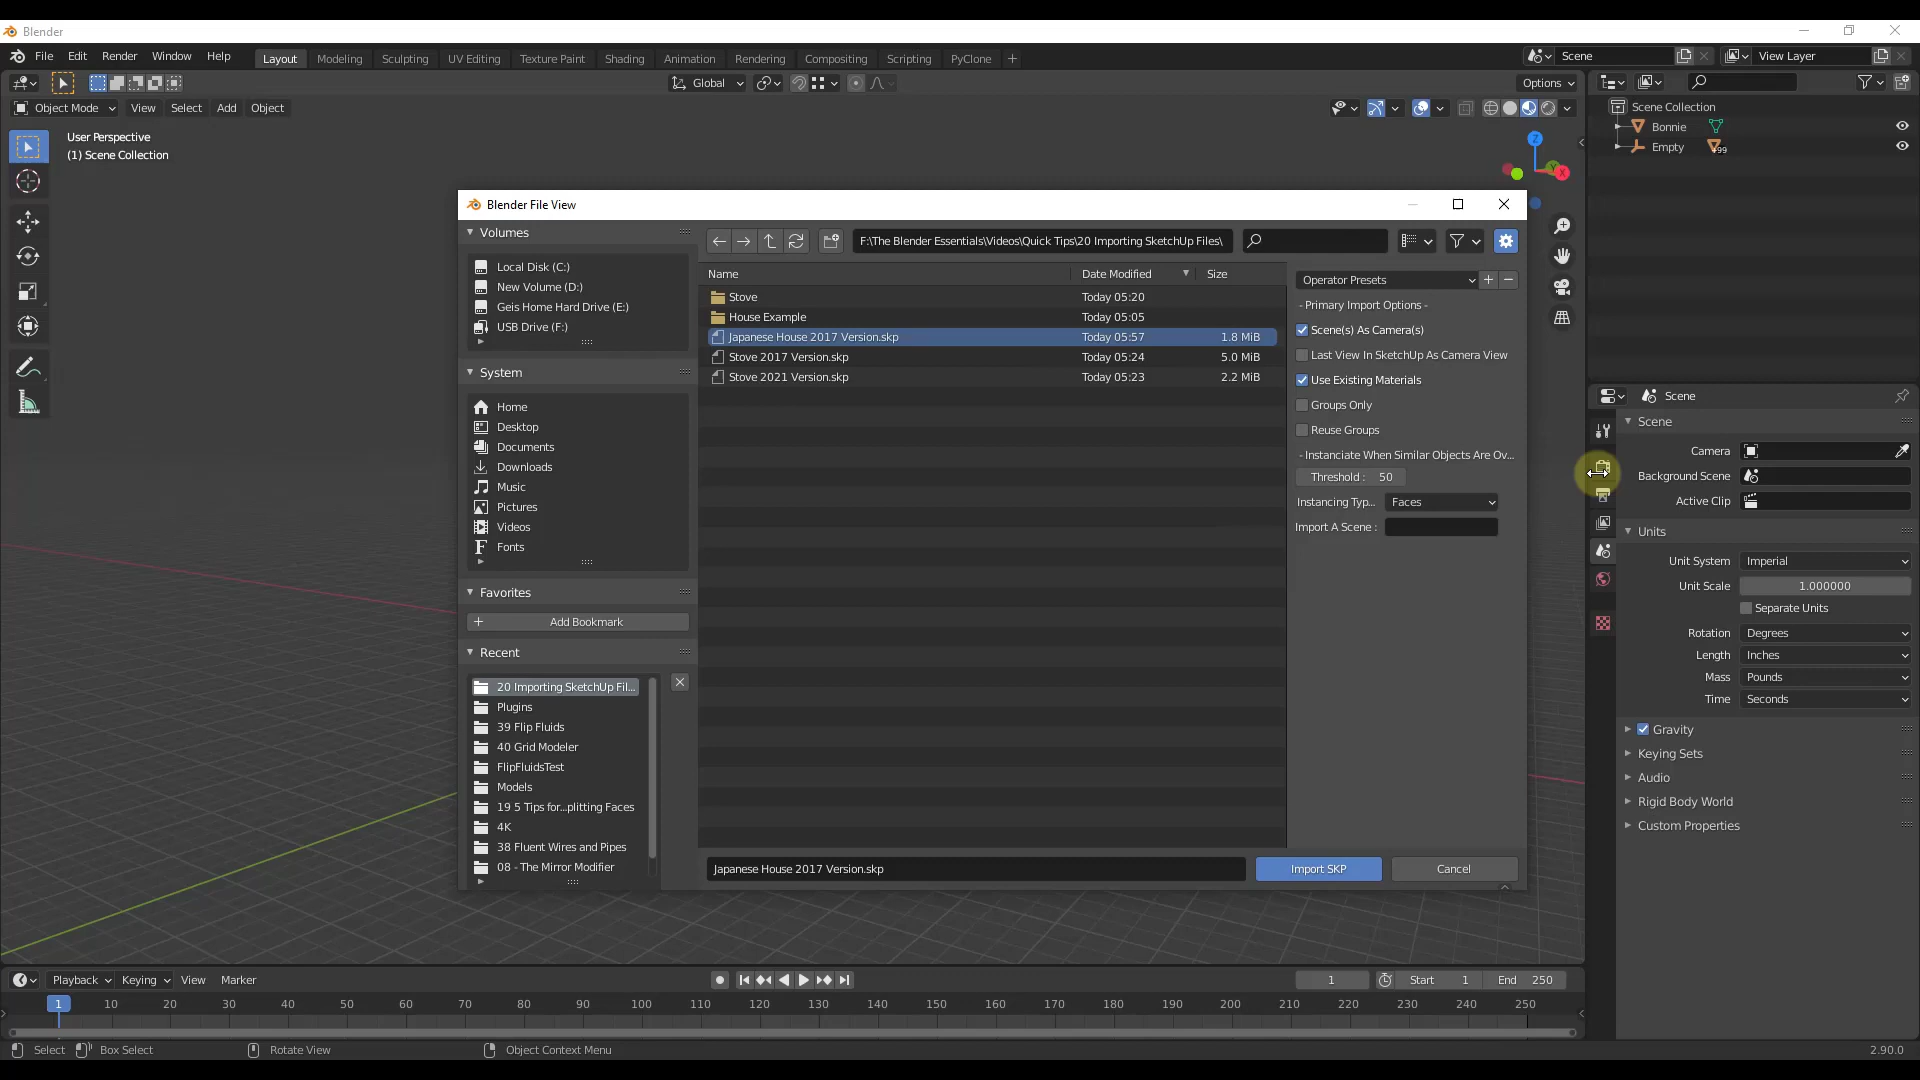 Blender
File Edit Render Window Help Layout Modeling Sculpting UV Editing Texture Paint Shading Animation Rendering Compositing Scripting PyClone + Scene View Layer
Global Options
Object Mode View Select Add Object
User Perspective
(1) Scene Collection
Z
X
Scene Collection
Bonnie
Empty +99
Blender File View
Volumes
Local Disk (C:)
New Volume (D:)
Geis Home Hard Drive (E:)
USB Drive (F:)
System
Home
Desktop
Documents
Downloads
Music
Pictures
Videos
Fonts
Favorites
+ Add Bookmark
Recent
20 Importing SketchUp Fil...
Plugins
39 Flip Fluids
40 Grid Modeler
FlipFluidsTest
Models
19 5 Tips for...plitting Faces
4K
38 Fluent Wires and Pipes
08 - The Mirror Modifier
F:\The Blender Essentials\Videos\Quick Tips\20 Importing SketchUp Files\
Name Date Modified Size
Stove Today 05:20
House Example Today 05:05
Japanese House 2017 Version.skp Today 05:57 1.8 MiB
Stove 2017 Version.skp Today 05:24 5.0 MiB
Stove 2021 Version.skp Today 05:23 2.2 MiB
Operator Presets
- Primary Import Options -
Scene(s) As Camera(s)
Last View In SketchUp As Camera View
Use Existing Materials
Groups Only
Reuse Groups
- Instanciate When Similar Objects Are Ov...
Threshold : 50
Instancing Typ... Faces
Import A Scene :
Japanese House 2017 Version.skp Import SKP Cancel
Scene
Scene
Camera
Background Scene
Active Clip
Units
Unit System Imperial
Unit Scale 1.000000
Separate Units
Rotation Degrees
Length Inches
Mass Pounds
Time Seconds
Gravity
Keying Sets
Audio
Rigid Body World
Custom Properties
Playback Keying View Marker 1 Start 1 End 250
1 10 20 30 40 50 60 70 80 90 100 110 120 130 140 150 160 170 180 190 200 210 220 230 240 250
Select Box Select Rotate View Object Context Menu 2.90.0